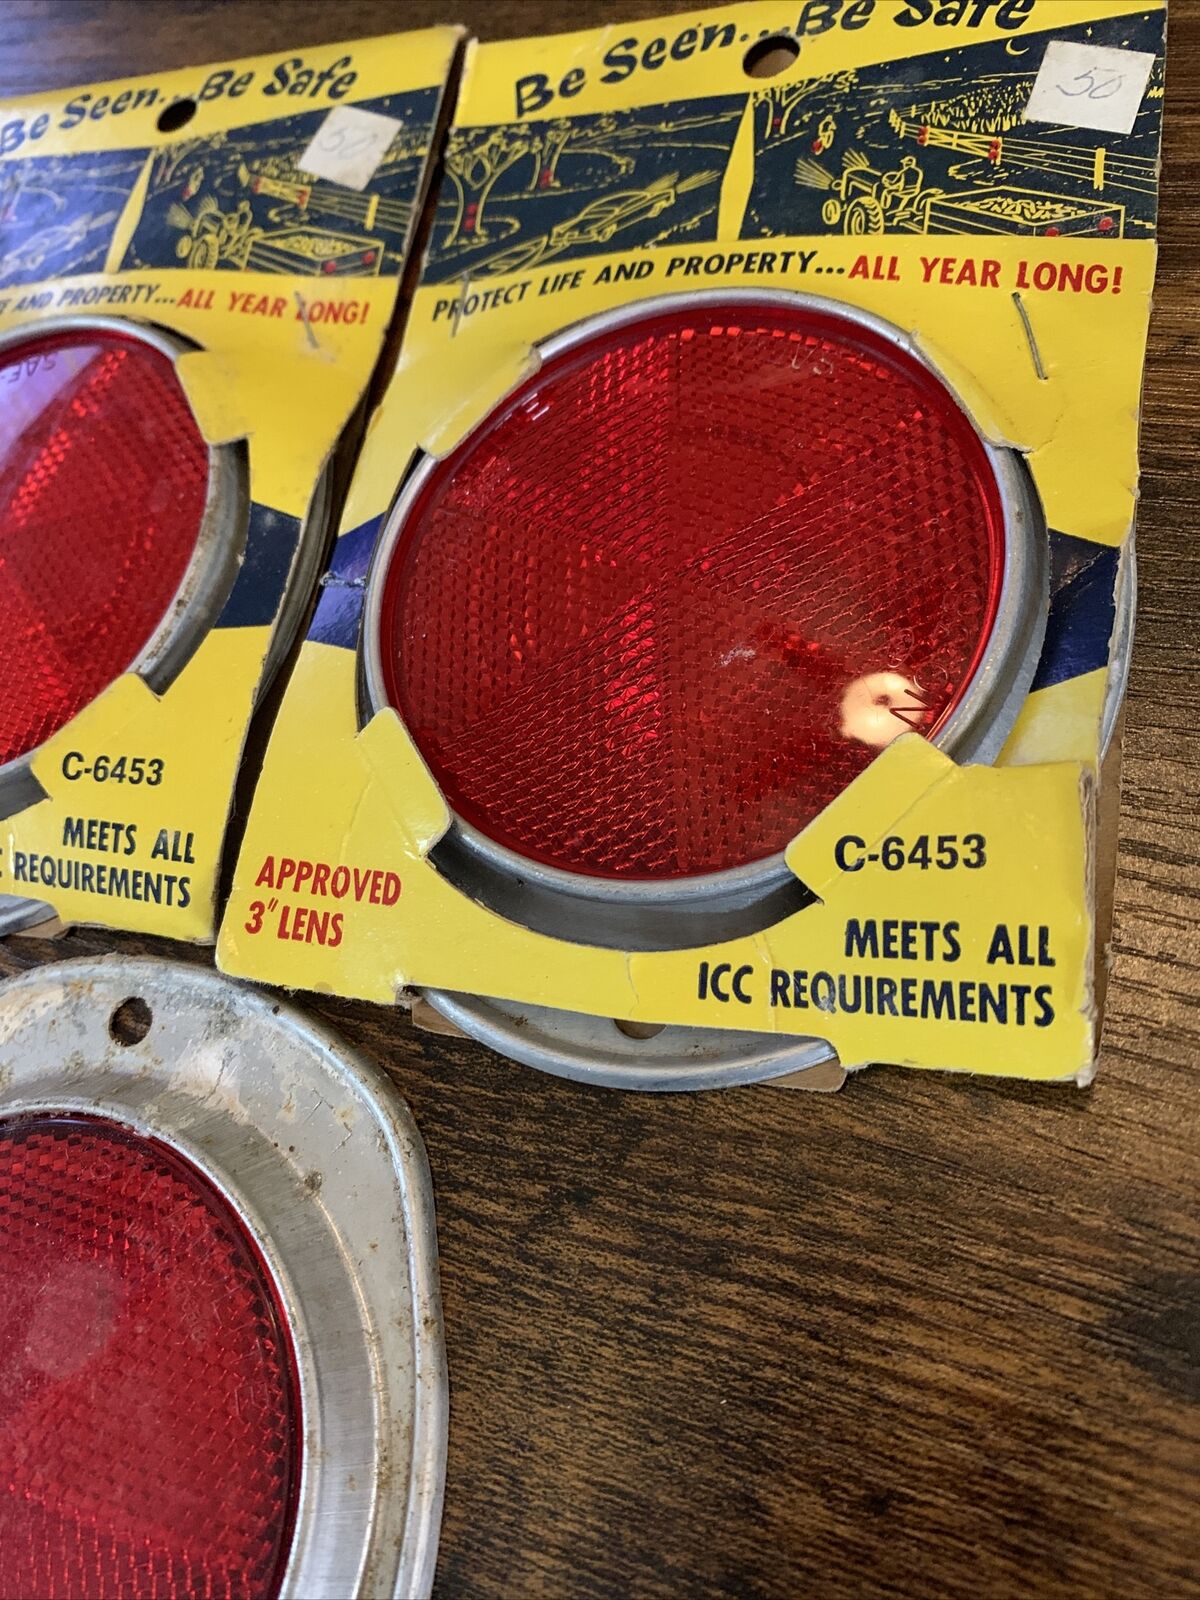 Be Seen...Be Safe
50
AND PROPERTY...ALL YEAR LONG!
SAE-
C-6453
MEETS ALL
REQUIREMENTS
Be Seen...Be Safe
.50
PROTECT LIFE AND PROPERTY...ALL YEAR LONG!
APPROVED
3" LENS
C-6453
MEETS ALL
ICC REQUIREMENTS